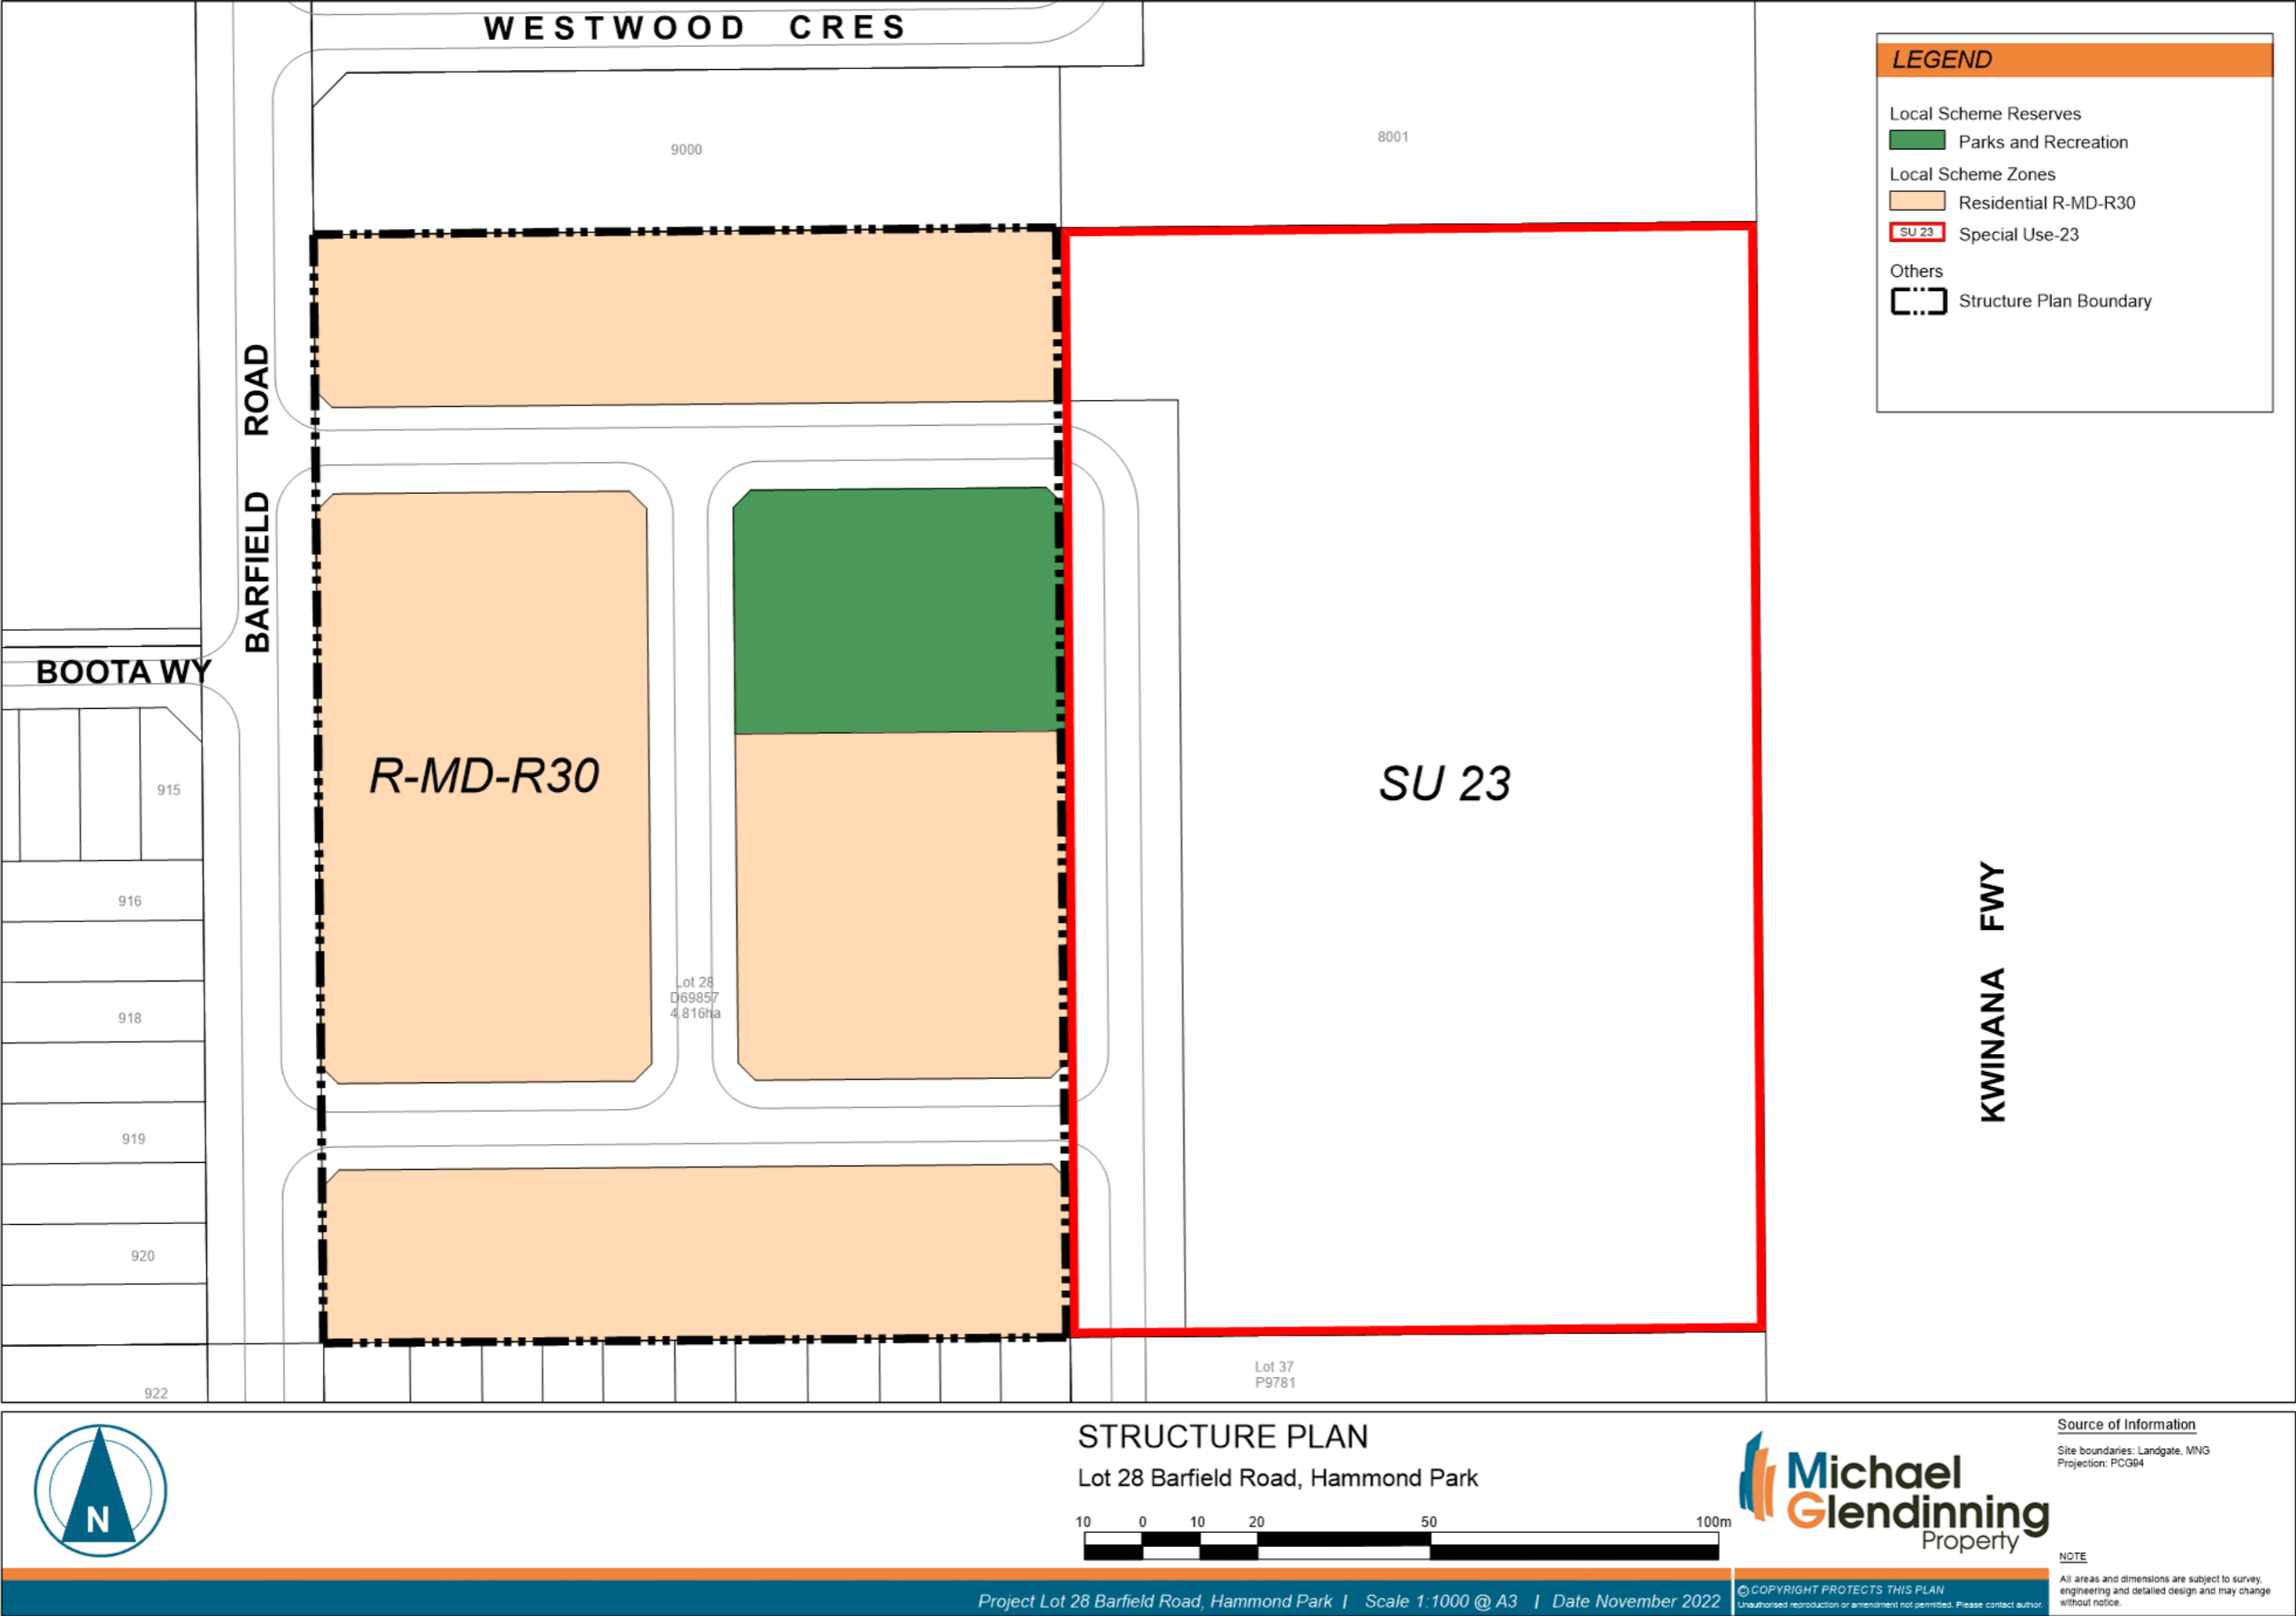 WESTWOOD CRES
9000
8001
LEGEND
Local Scheme Reserves
Parks and Recreation
Local Scheme Zones
Residential R-MD-R30
SU 23 Special Use-23
Others
Structure Plan Boundary
BARFIELD ROAD
BOOTA WY
R-MD-R30
SU 23
915
916
918
919
920
922
Lot 28
D69857
4.816ha
KWINANA FWY
Lot 37
P9781
N
STRUCTURE PLAN
Lot 28 Barfield Road, Hammond Park
10 0 10 20 50 100m
Michael
Glendinning
Property
Source of Information
Site boundaries: Landgate, MNG
Projection: PCG94
NOTE
All areas and dimensions are subject to survey,
engineering and detailed design and may change
without notice.
Project Lot 28 Barfield Road, Hammond Park | Scale 1:1000 @ A3 | Date November 2022
© COPYRIGHT PROTECTS THIS PLAN
Unauthorised reproduction or amendment not permitted. Please contact author.